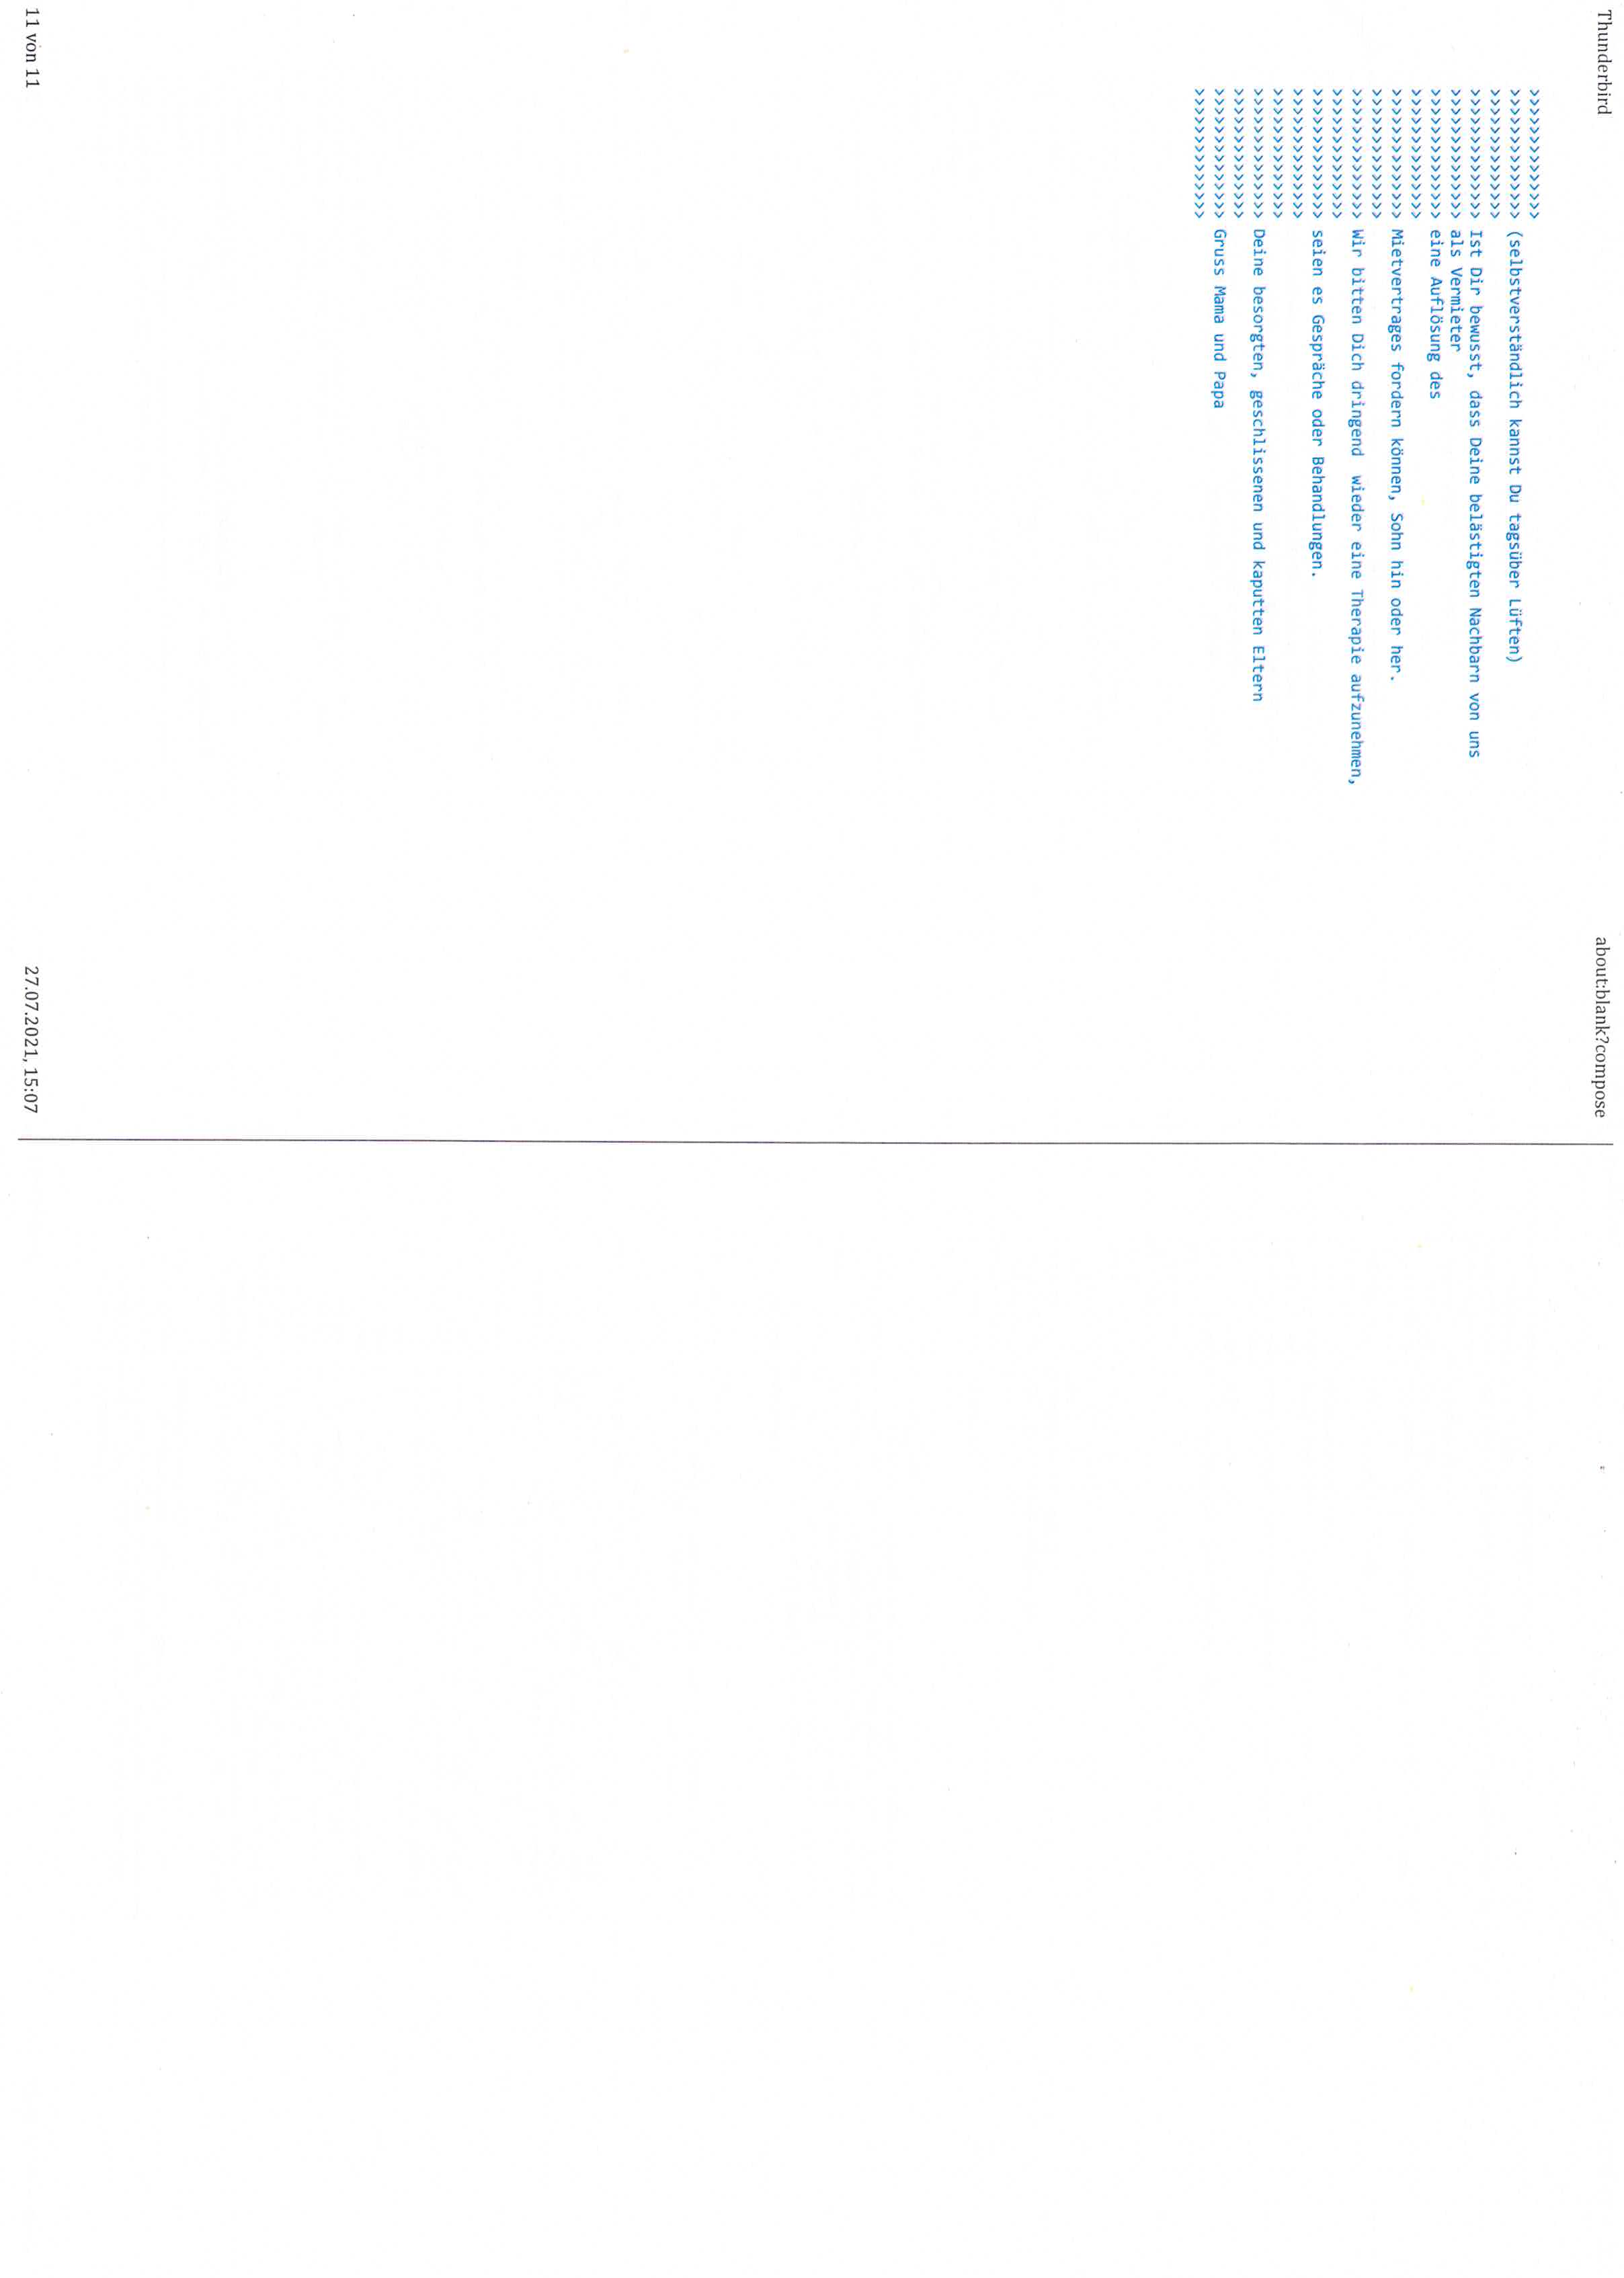 Thunderbird about:blank?compose
>>>>>>>>>>>>>>
>>>>>>>>>>>>>> (selbstverständlich kannst Du tagsüber Lüften)
>>>>>>>>>>>>>>
>>>>>>>>>>>>>> Ist Dir bewusst, dass Deine belästigten Nachbarn von uns
>>>>>>>>>>>>>> als Vermieter
>>>>>>>>>>>>>> eine Auflösung des
>>>>>>>>>>>>>>
>>>>>>>>>>>>>> Mietvertrages fordern können, Sohn hin oder her.
>>>>>>>>>>>>>>
>>>>>>>>>>>>>> Wir bitten Dich dringend  wieder eine Therapie aufzunehmen,
>>>>>>>>>>>>>>
>>>>>>>>>>>>>> seien es Gespräche oder Behandlungen.
>>>>>>>>>>>>>>
>>>>>>>>>>>>>>
>>>>>>>>>>>>>> Deine besorgten, geschlissenen und kaputten Eltern
>>>>>>>>>>>>>>
>>>>>>>>>>>>>> Gruss Mama und Papa
>>>>>>>>>>>>>>
11 von 11 27.07.2021, 15:07